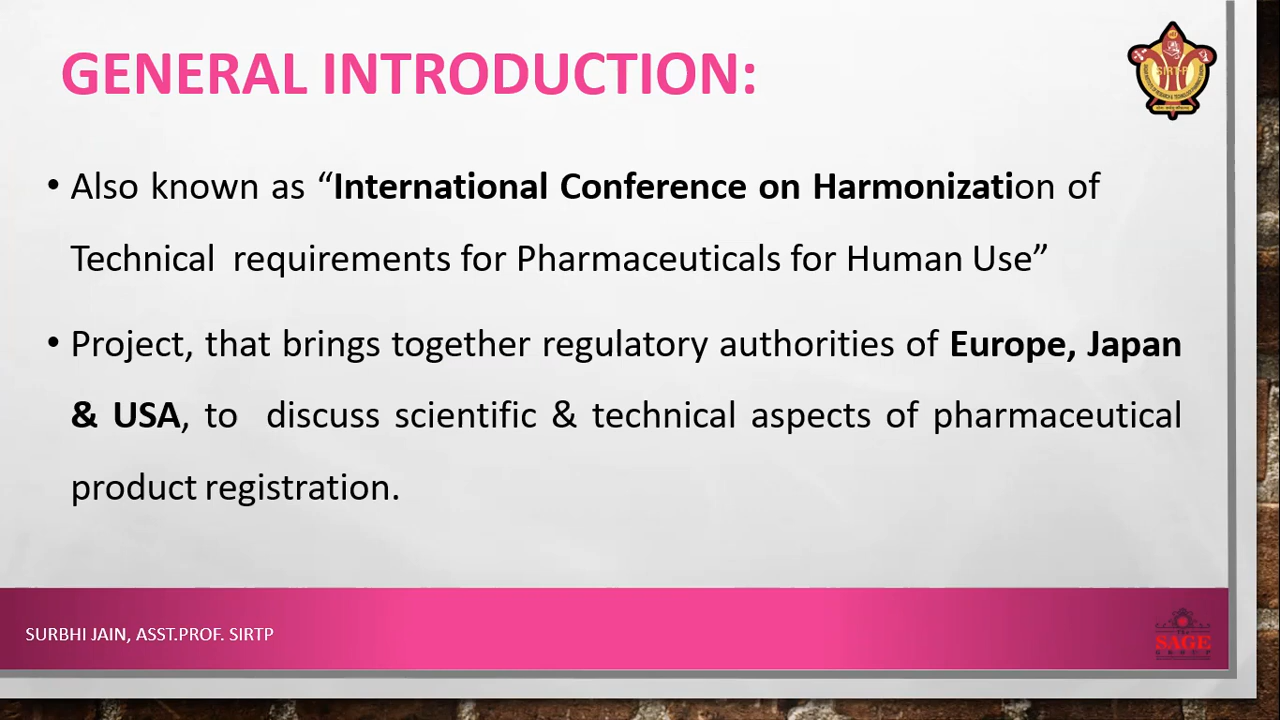 GENERAL INTRODUCTION:
• Also known as “International Conference on Harmonization of
Technical requirements for Pharmaceuticals for Human Use”
• Project, that brings together regulatory authorities of Europe, Japan
& USA, to discuss scientific & technical aspects of pharmaceutical
product registration.
SURBHI JAIN, ASST.PROF. SIRTP
The
SAGE
GROUP